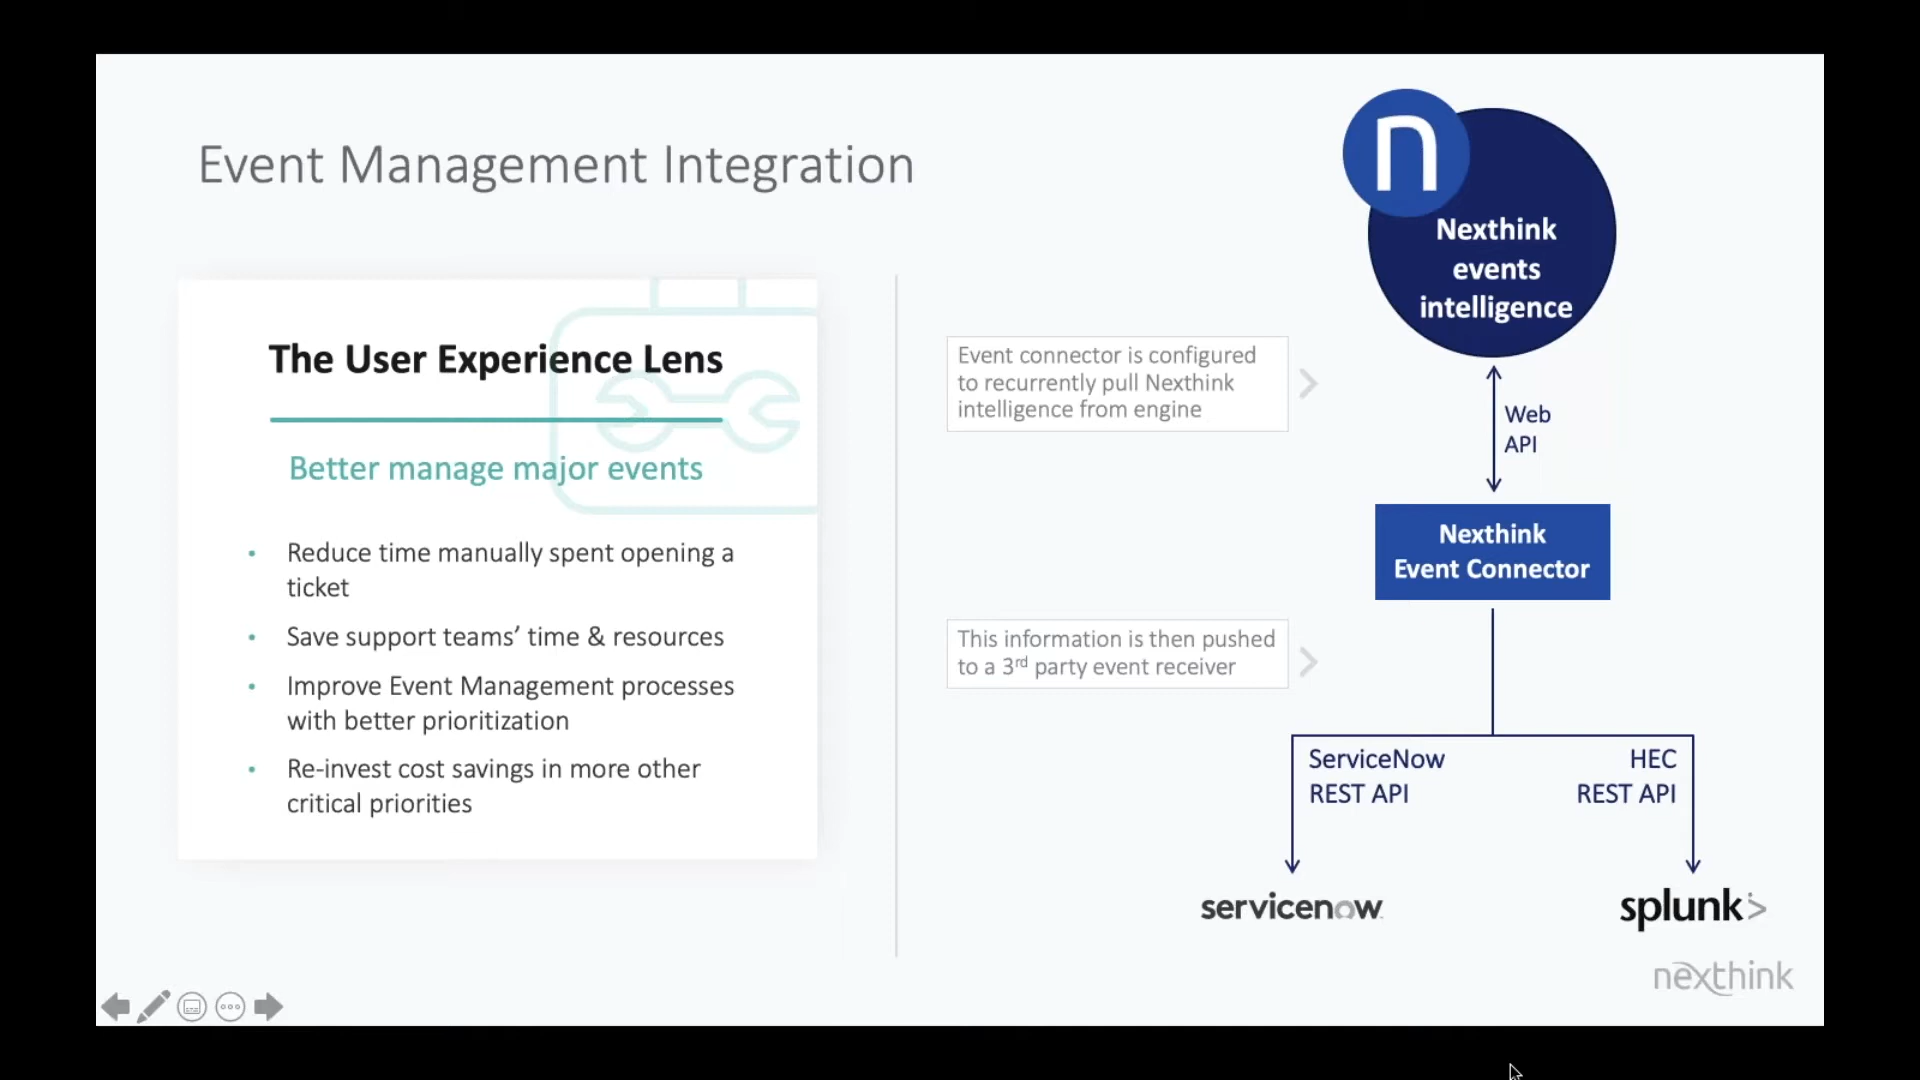 Event Management Integration
The User Experience Lens
Better manage major events
• Reduce time manually spent opening a
ticket
• Save support teams’ time & resources
• Improve Event Management processes
with better prioritization
• Re-invest cost savings in more other
critical priorities
n
Nexthink
events
intelligence
Event connector is configured
to recurrently pull Nexthink
intelligence from engine
Web
API
Nexthink
Event Connector
This information is then pushed
to a 3rd party event receiver
ServiceNow
REST API
HEC
REST API
servicenow
splunk>
nexthink